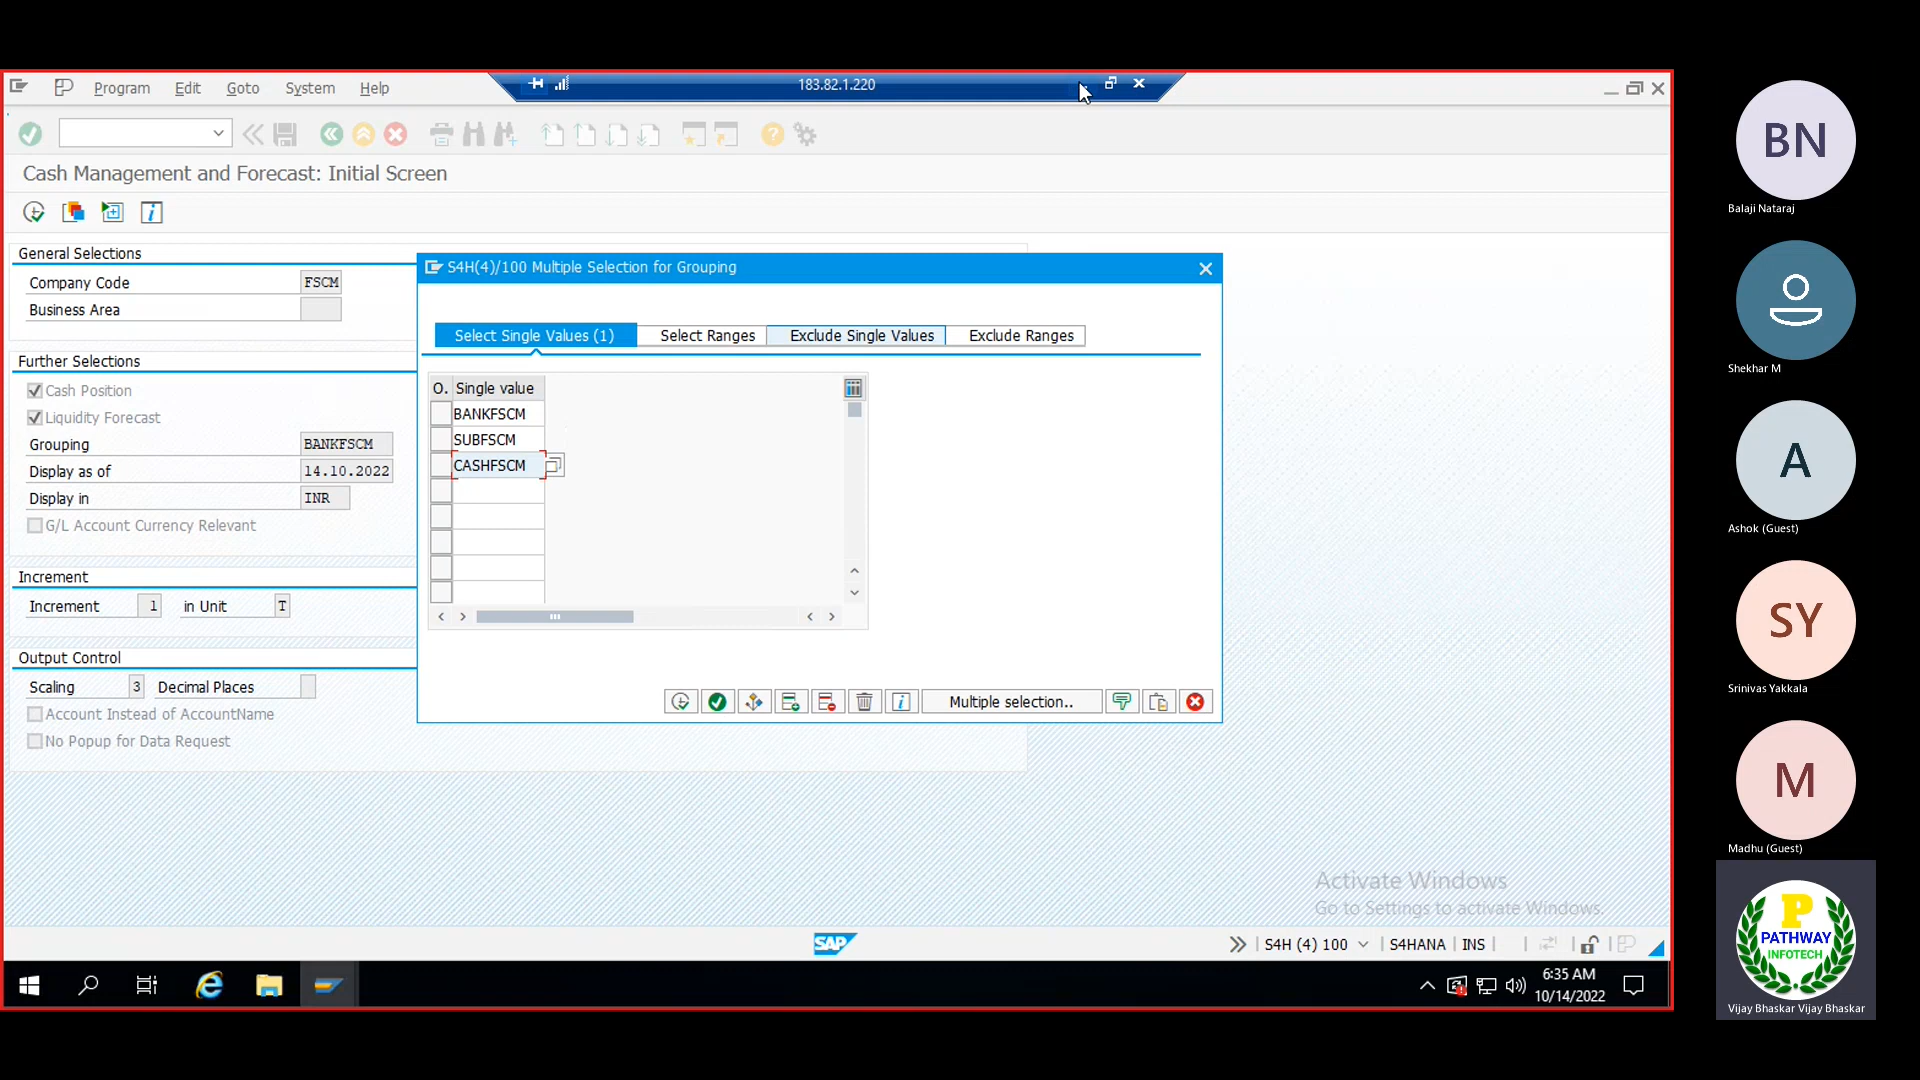 183.82.1.220
Program Edit Goto System Help
Cash Management and Forecast: Initial Screen
General Selections
Company Code FSCM
Business Area
Further Selections
Cash Position
Liquidity Forecast
Grouping BANKFSCM
Display as of 14.10.2022
Display in INR
G/L Account Currency Relevant
Increment
Increment 1 in Unit T
Output Control
Scaling 3 Decimal Places
Account Instead of AccountName
No Popup for Data Request
S4H(4)/100 Multiple Selection for Grouping
Select Single Values (1) Select Ranges Exclude Single Values Exclude Ranges
O. Single value
BANKFSCM
SUBFSCM
CASHFSCM
Multiple selection..
Activate Windows
Go to Settings to activate Windows.
SAP
S4H (4) 100 S4HANA INS
6:35 AM
10/14/2022
BN
Balaji Nataraj
Shekhar M
A
Ashok (Guest)
SY
Srinivas Yakkala
M
Madhu (Guest)
P
PATHWAY
INFOTECH
Vijay Bhaskar Vijay Bhaskar